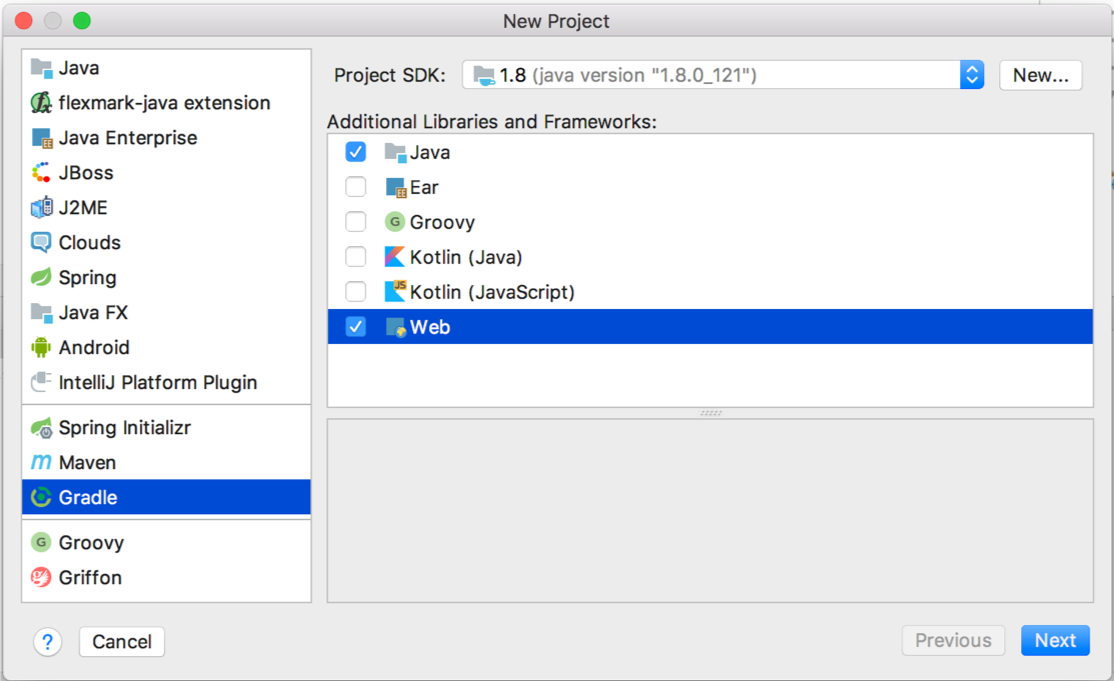 New Project
Java
flexmark-java extension
Java Enterprise
JBoss
J2ME
Clouds
Spring
Java FX
Android
IntelliJ Platform Plugin
Spring Initializr
Maven
Gradle
Groovy
Griffon
Project SDK: 1.8 (java version "1.8.0_121") New...
Additional Libraries and Frameworks:
Java
Ear
Groovy
Kotlin (Java)
Kotlin (JavaScript)
Web
? Cancel Previous Next